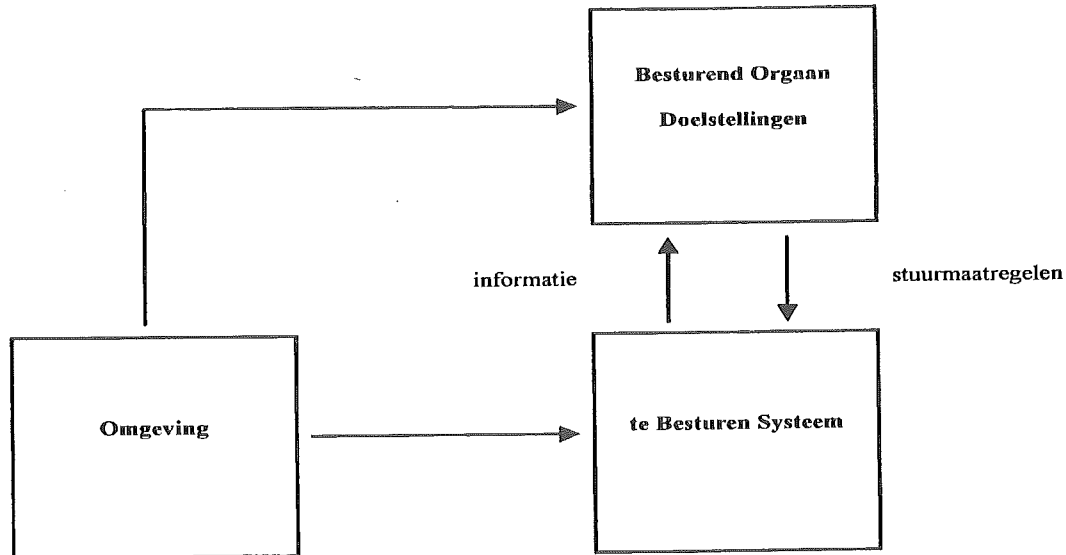 Besturend Orgaan
Doelstellingen
informatie
stuurmaatregelen
Omgeving
te Besturen Systeem